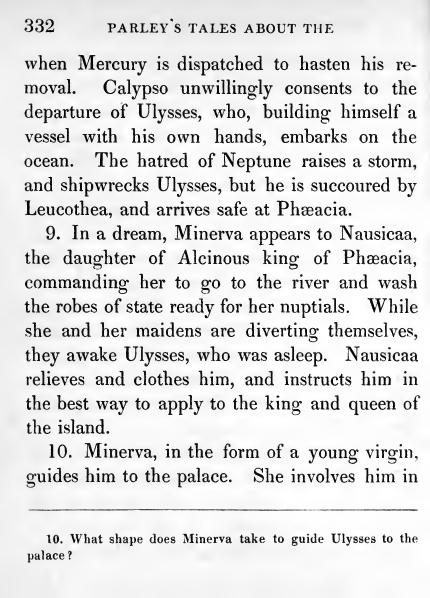 332 PARLEY'S TALES ABOUT THE
when Mercury is dispatched to hasten his re-
moval. Calypso unwillingly consents to the
departure of Ulysses, who, building himself a
vessel with his own hands, embarks on the
ocean. The hatred of Neptune raises a storm,
and shipwrecks Ulysses, but he is succoured by
Leucothea, and arrives safe at Phæacia.
9. In a dream, Minerva appears to Nausicaa,
the daughter of Alcinous king of Phæacia,
commanding her to go to the river and wash
the robes of state ready for her nuptials. While
she and her maidens are diverting themselves,
they awake Ulysses, who was asleep. Nausicaa
relieves and clothes him, and instructs him in
the best way to apply to the king and queen of
the island.
10. Minerva, in the form of a young virgin,
guides him to the palace. She involves him in
10. What shape does Minerva take to guide Ulysses to the
palace?